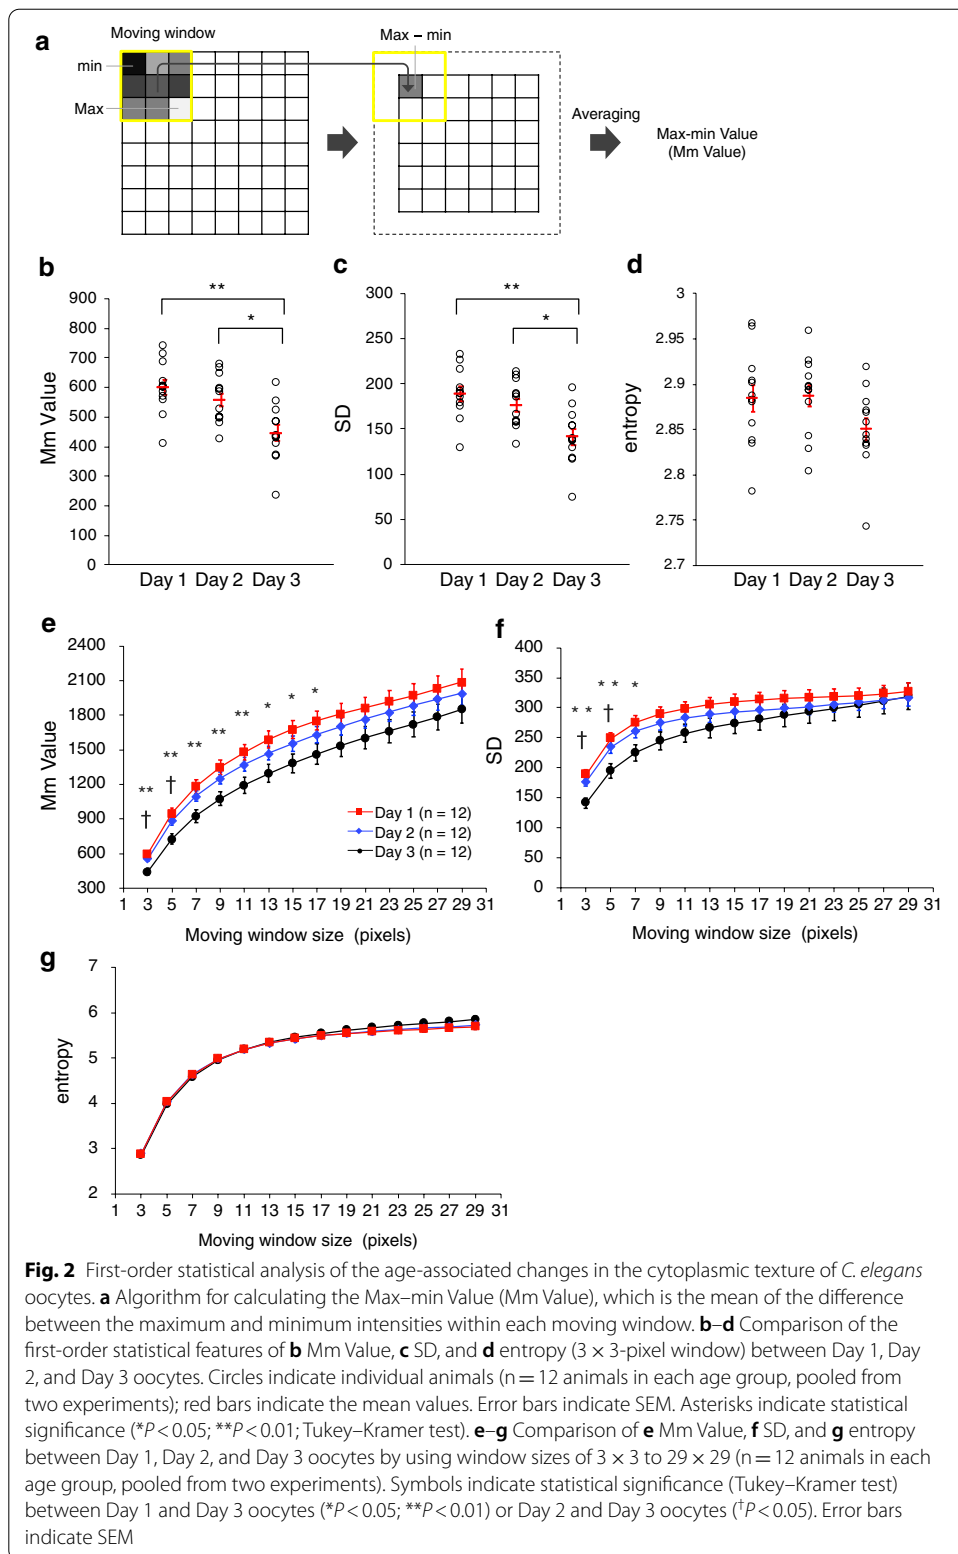 a
Moving window
min
Max
Max – min
Averaging
Max-min Value
(Mm Value)
b
900
800
700
600
500
400
300
200
100
0
Mm Value
**
*
Day 1 Day 2 Day 3
c
300
250
200
150
100
50
0
SD
**
*
Day 1 Day 2 Day 3
d
3
2.95
2.9
2.85
2.8
2.75
2.7
entropy
Day 1 Day 2 Day 3
e
2400
2100
1800
1500
1200
900
600
300
Mm Value
** ** ** ** ** * * *
† †
Day 1 (n = 12)
Day 2 (n = 12)
Day 3 (n = 12)
1 3 5 7 9 11 13 15 17 19 21 23 25 27 29 31
Moving window size (pixels)
f
400
350
300
250
200
150
100
50
0
SD
** ** *
† †
1 3 5 7 9 11 13 15 17 19 21 23 25 27 29 31
Moving window size (pixels)
g
7
6
5
4
3
2
entropy
1 3 5 7 9 11 13 15 17 19 21 23 25 27 29 31
Moving window size (pixels)
Fig. 2 First-order statistical analysis of the age-associated changes in the cytoplasmic texture of C. elegans
oocytes. a Algorithm for calculating the Max–min Value (Mm Value), which is the mean of the difference
between the maximum and minimum intensities within each moving window. b–d Comparison of the
first-order statistical features of b Mm Value, c SD, and d entropy (3 × 3-pixel window) between Day 1, Day
2, and Day 3 oocytes. Circles indicate individual animals (n = 12 animals in each age group, pooled from
two experiments); red bars indicate the mean values. Error bars indicate SEM. Asterisks indicate statistical
significance (*P < 0.05; **P < 0.01; Tukey–Kramer test). e–g Comparison of e Mm Value, f SD, and g entropy
between Day 1, Day 2, and Day 3 oocytes by using window sizes of 3 × 3 to 29 × 29 (n = 12 animals in each
age group, pooled from two experiments). Symbols indicate statistical significance (Tukey–Kramer test)
between Day 1 and Day 3 oocytes (*P < 0.05; **P < 0.01) or Day 2 and Day 3 oocytes (†P < 0.05). Error bars
indicate SEM